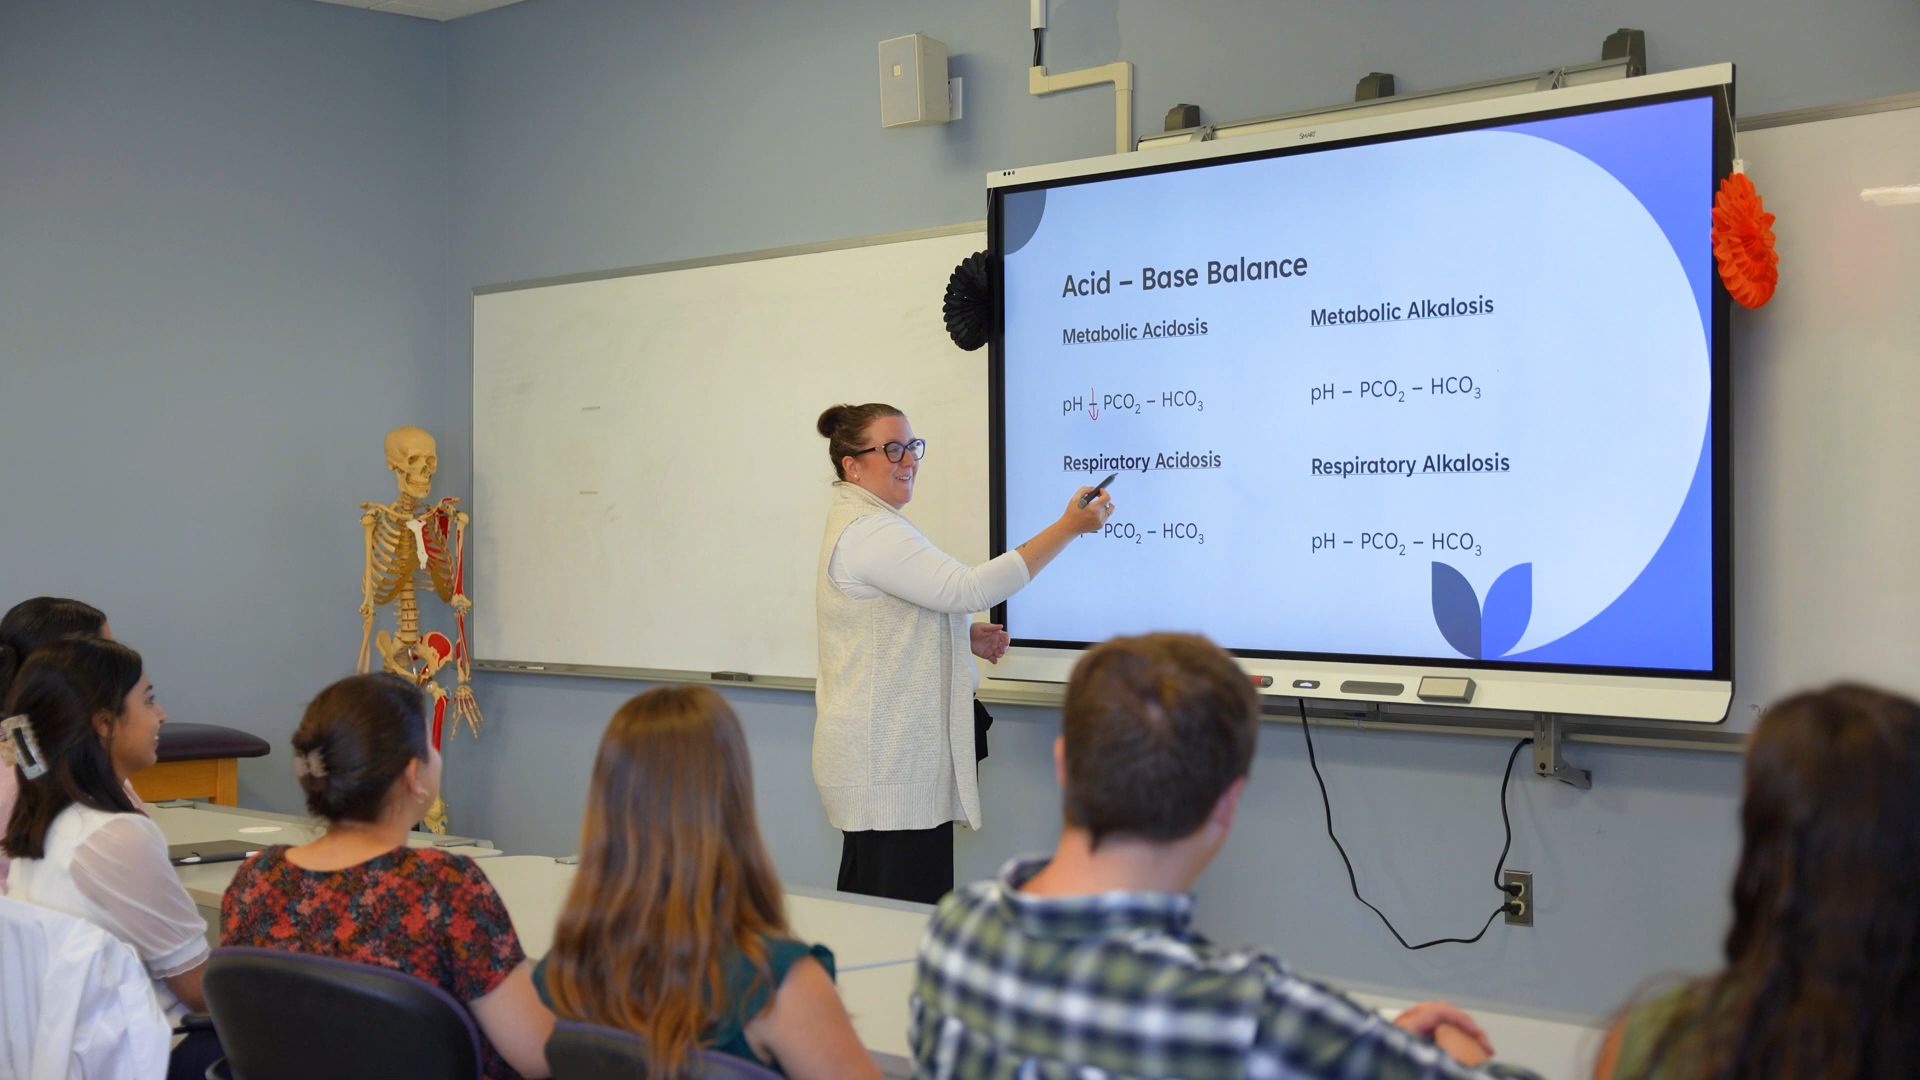 SMART
Acid – Base Balance
Metabolic Acidosis
pH – PCO₂ – HCO₃
Respiratory Acidosis
PCO₂ – HCO₃
Metabolic Alkalosis
pH – PCO₂ – HCO₃
Respiratory Alkalosis
pH – PCO₂ – HCO₃